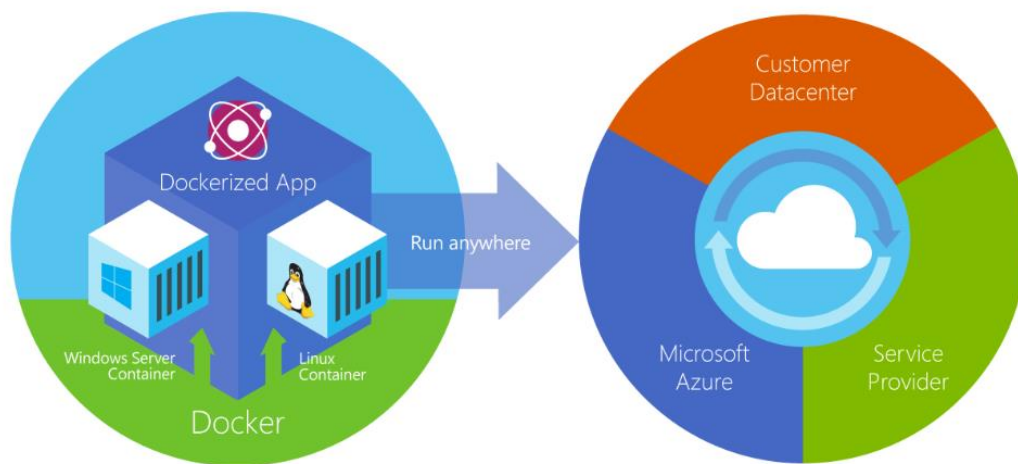 Dockerized App
Windows Server
Container
Linux
Container
Docker
Run anywhere
Customer
Datacenter
Microsoft
Azure
Service
Provider